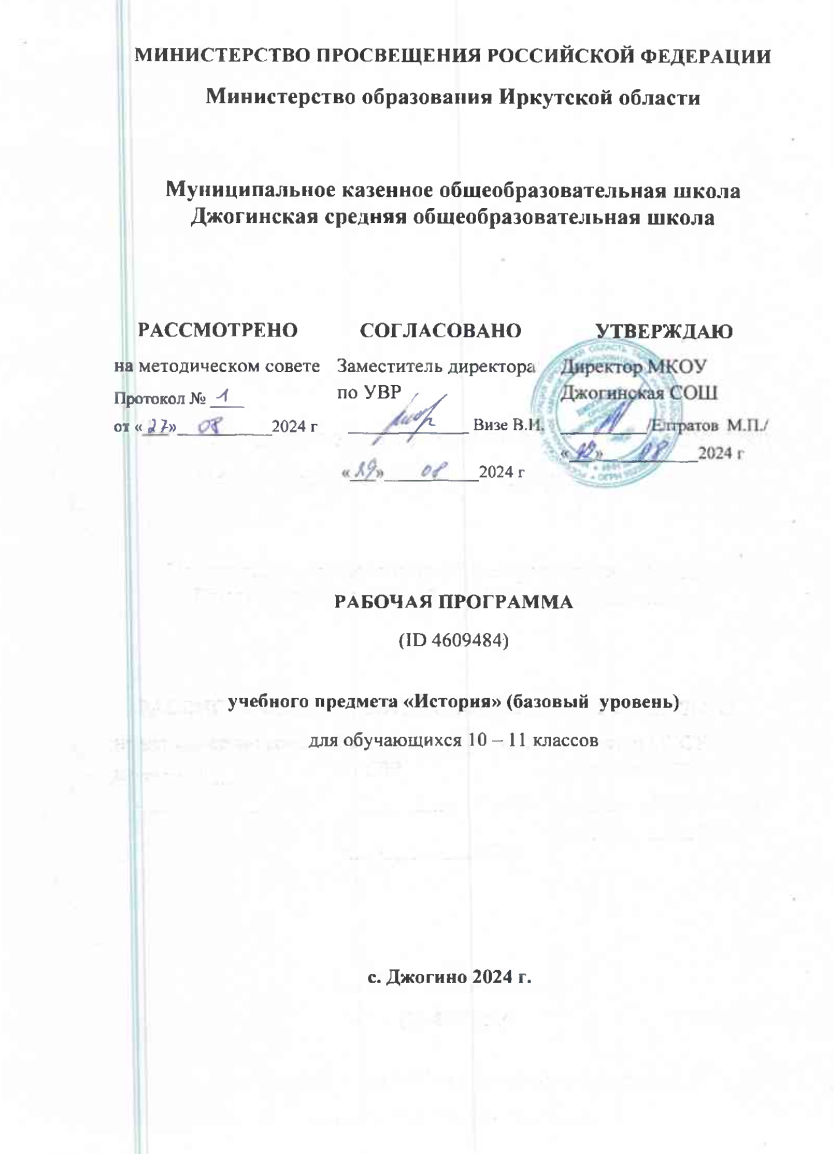 МИНИСТЕРСТВО ПРОСВЕЩЕНИЯ РОССИЙСКОЙ ФЕДЕРАЦИИ
Министерство образования Иркутской области
Муниципальное казенное общеобразовательная школа
Джогинская средняя общеобразовательная школа
РАССМОТРЕНО
на методическом совете
Протокол № 1
от «27» 08 2024 г
СОГЛАСОВАНО
Заместитель директора
по УВР
Визе В.И.
«29» 08 2024 г
УТВЕРЖДАЮ
Директор МКОУ
Джогинская СОШ
/Елтратов М.П./
« » 08 2024 г
РАБОЧАЯ ПРОГРАММА
(ID 4609484)
учебного предмета «История» (базовый уровень)
для обучающихся 10 – 11 классов
с. Джогино 2024 г.